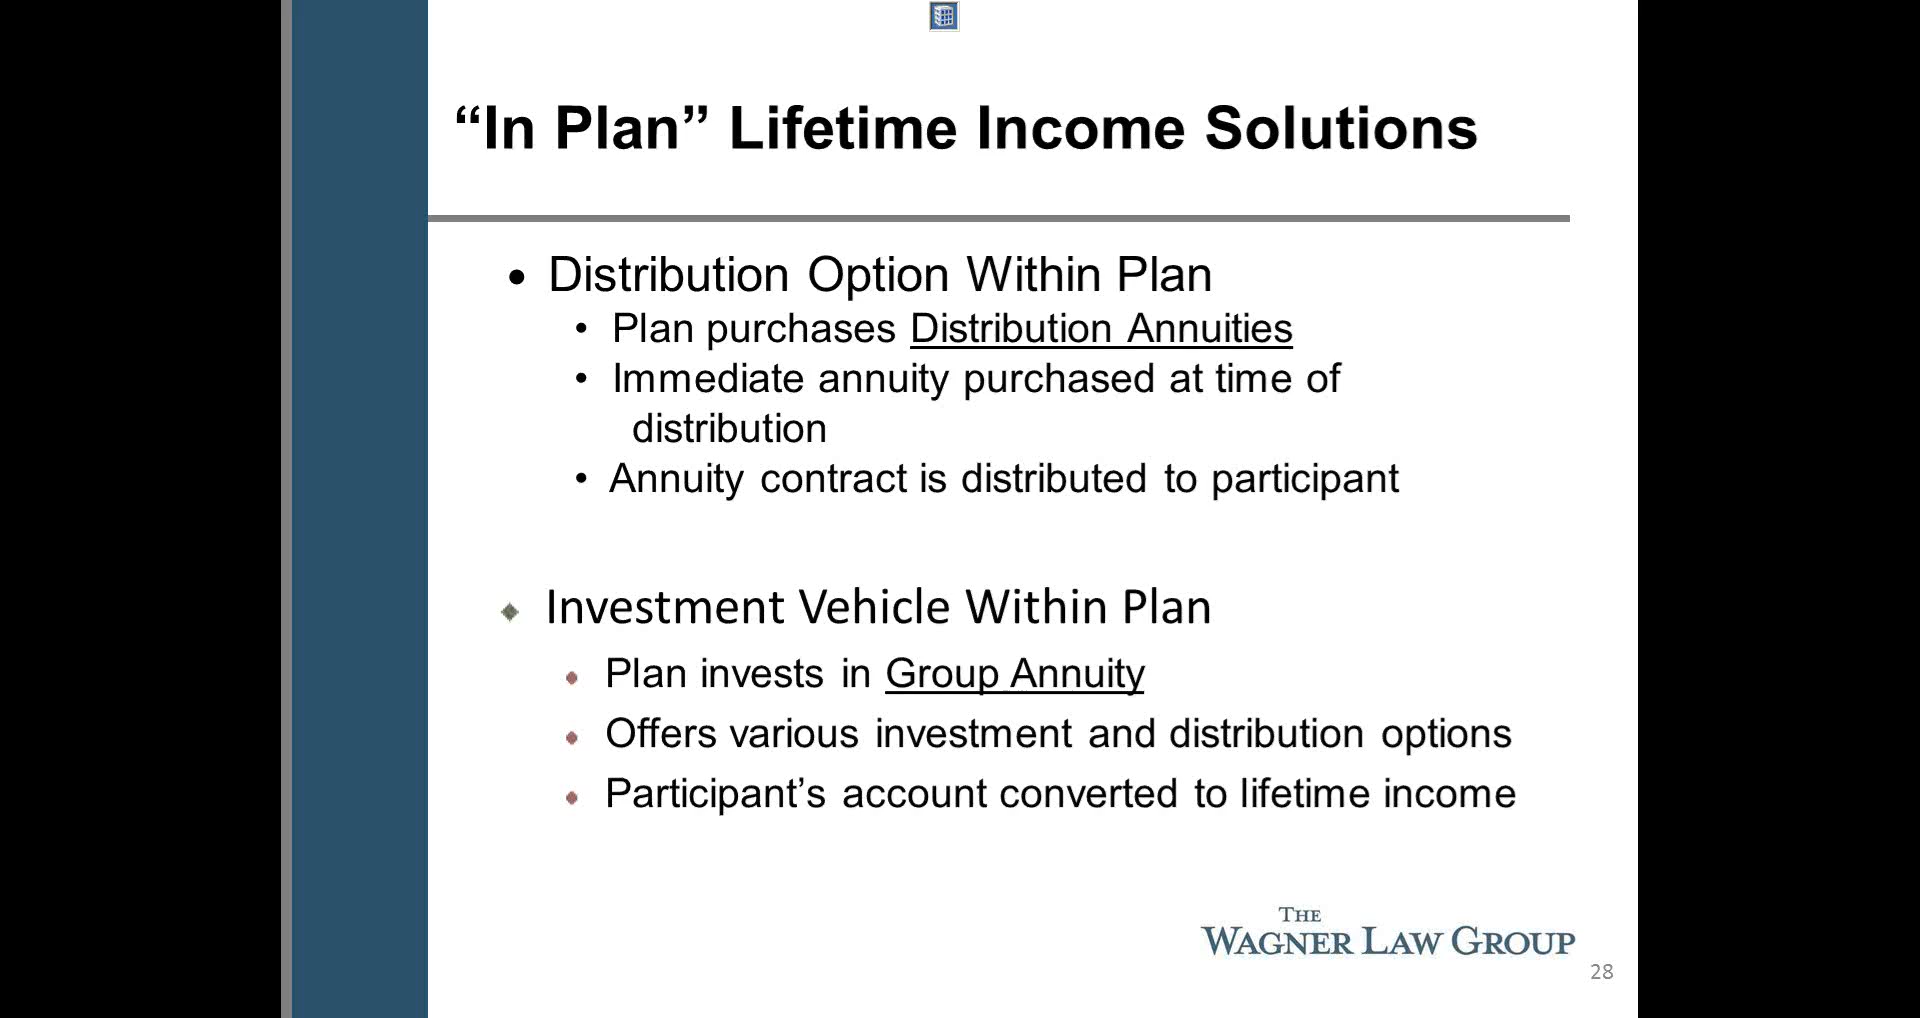 “In Plan” Lifetime Income Solutions
• Distribution Option Within Plan
• Plan purchases Distribution Annuities
• Immediate annuity purchased at time of
distribution
• Annuity contract is distributed to participant
Investment Vehicle Within Plan
Plan invests in Group Annuity
Offers various investment and distribution options
Participant’s account converted to lifetime income
THE
WAGNER LAW GROUP
28